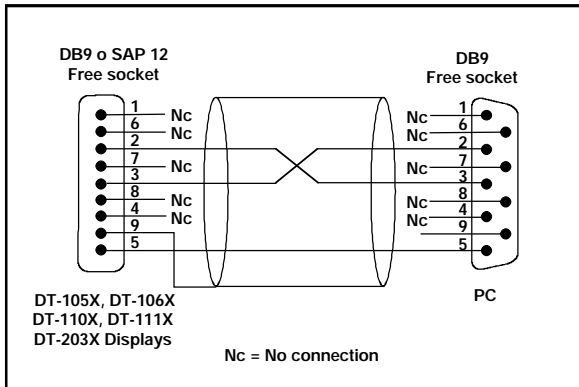 DB9 o SAP 12
Free socket
DB9
Free socket
1 Nc
6 Nc
2
7 Nc
3
8 Nc
4 Nc
9
5
Nc 1
Nc 6
2
Nc 7
3
Nc 8
Nc 4
9
5
DT-105X, DT-106X
DT-110X, DT-111X
DT-203X Displays
PC
Nc = No connection